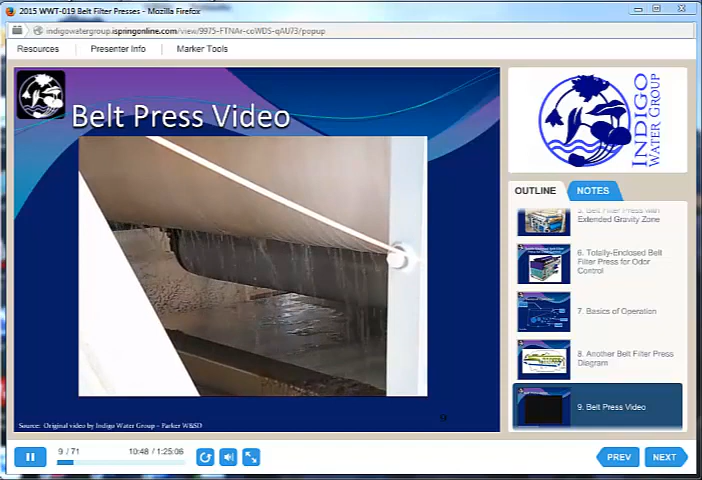 2015 WWT-019 Belt Filter Presses - Mozilla Firefox
indigowatergroup.ispringonline.com/view/9975-FTNAr-coWDS-qAU73/popup
Resources Presenter Info Marker Tools
Belt Press Video
INDIGO
WATER GROUP
OUTLINE NOTES
5. Belt Filter Press with
Extended Gravity Zone
6. Totally-Enclosed Belt
Filter Press for Odor
Control
7. Basics of Operation
8. Another Belt Filter Press
Diagram
9. Belt Press Video
9
Source: Original video by Indigo Water Group - Parker W&SD
9 / 71 10:48 / 1:25:06
PREV NEXT